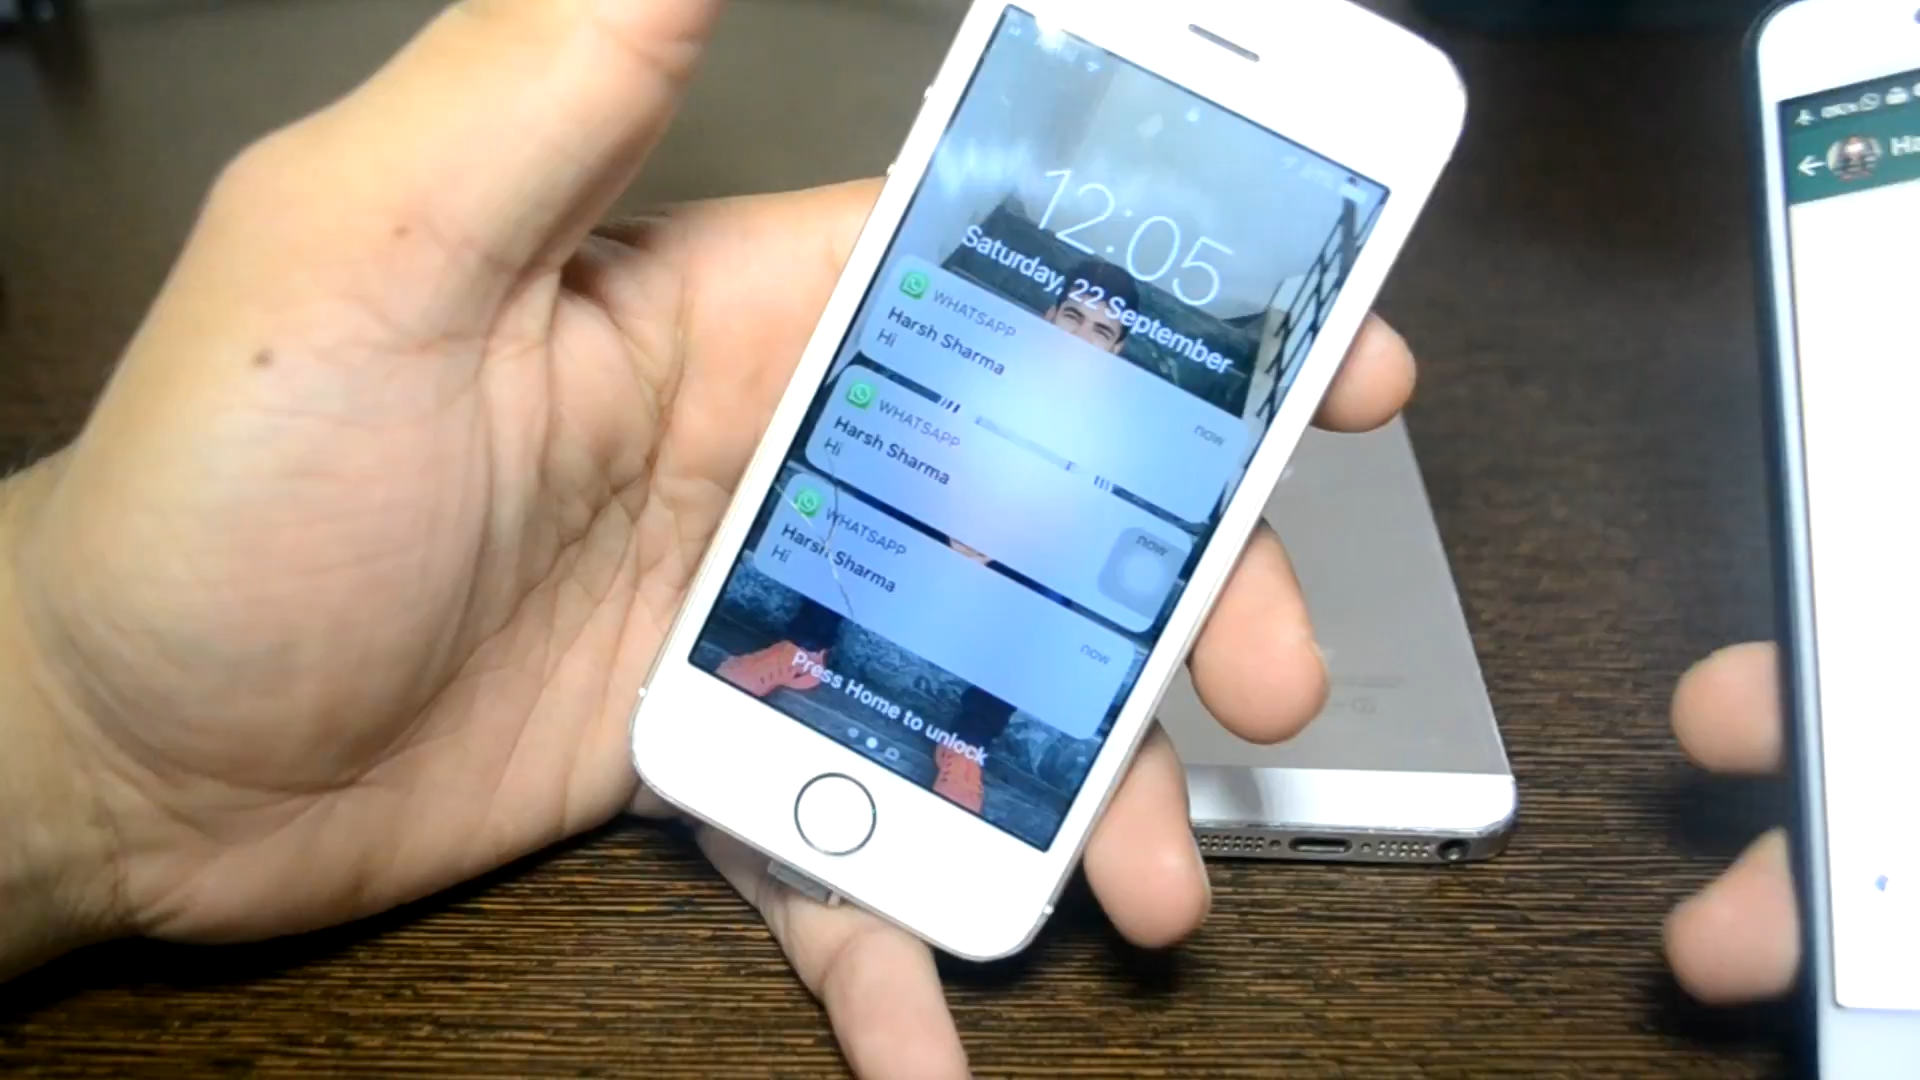 12:05
Saturday, 22 September
WHATSAPP
Harsh Sharma
Hi
now
WHATSAPP
Harsh Sharma
Hi
now
WHATSAPP
Harsh Sharma
Hi
now
Press Home to unlock